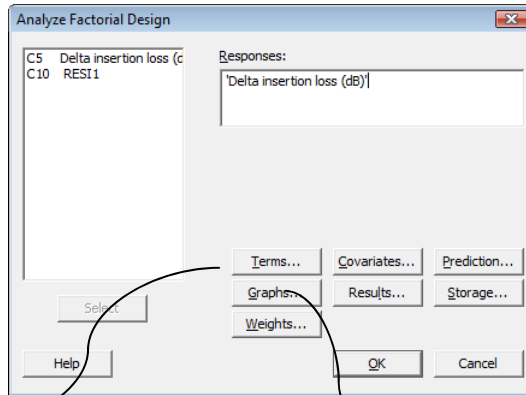 Analyze Factorial Design
C5 Delta insertion loss (d
C10 RESI1
Responses:
'Delta insertion loss (dB)'
Terms...
Covariates...
Prediction...
Select
Graphs...
Results...
Storage...
Weights...
Help
OK
Cancel